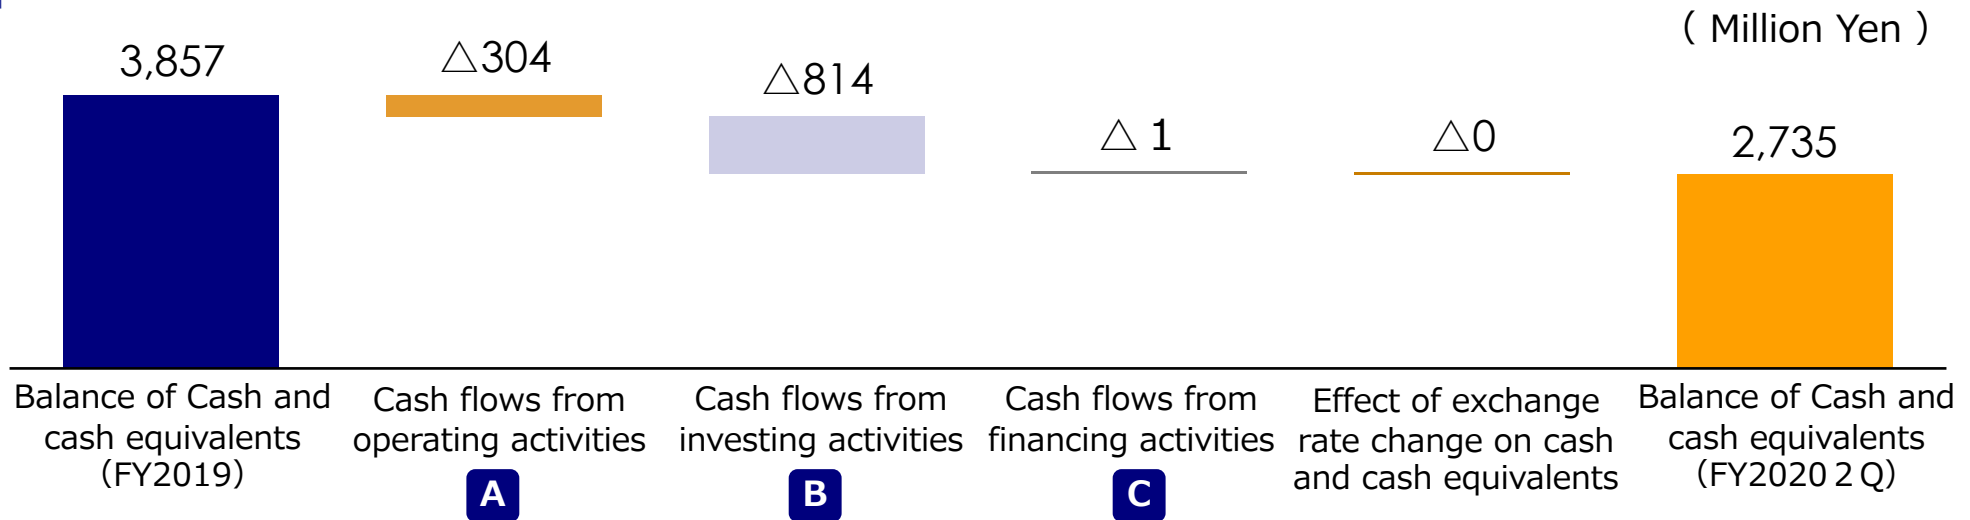 ( Million Yen )
3,857
△304
△814
△ 1
△0
2,735
Balance of Cash and
cash equivalents
(FY2019)
Cash flows from
operating activities
A
Cash flows from
investing activities
B
Cash flows from
financing activities
C
Effect of exchange
rate change on cash
and cash equivalents
Balance of Cash and
cash equivalents
(FY2020 2 Q)